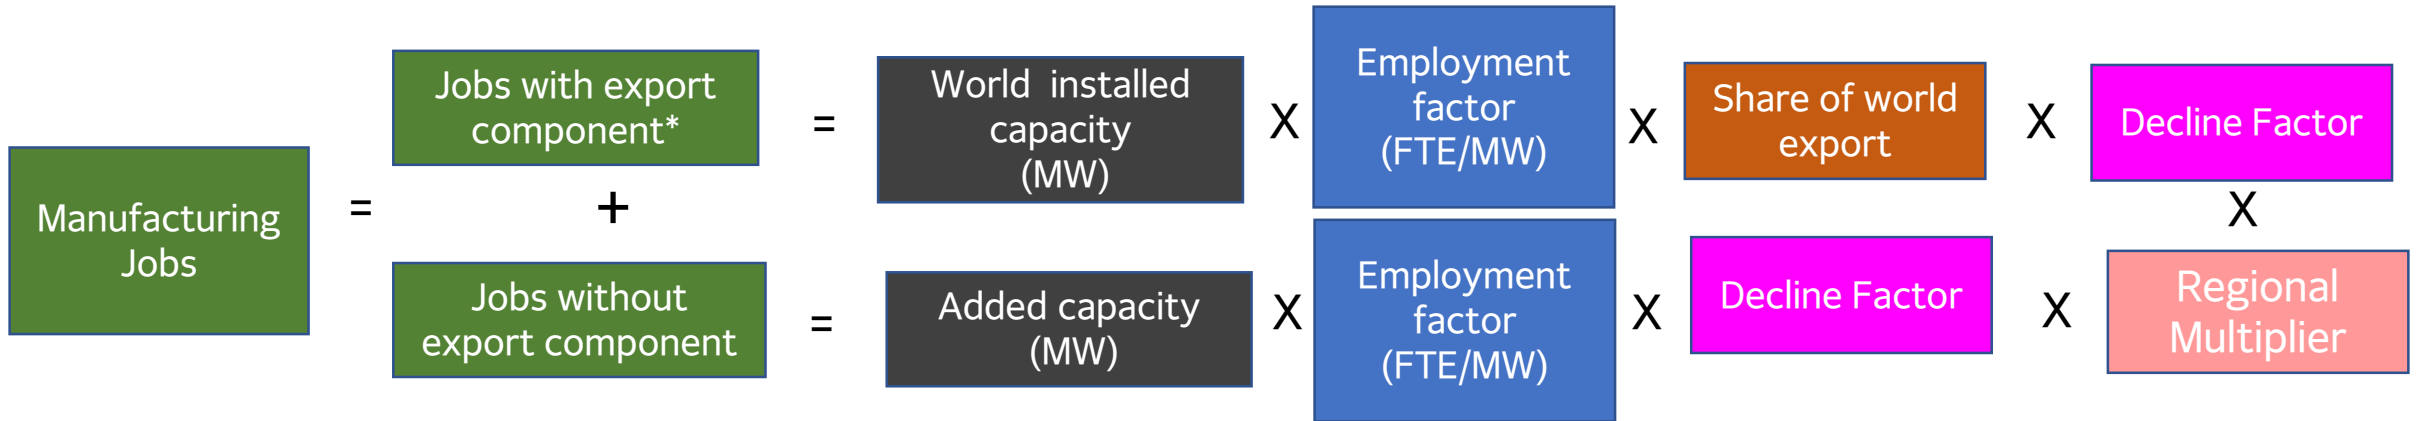 Manufacturing
Jobs
=
Jobs with export
component*
+
Jobs without
export component
=
World installed
capacity
(MW)
X
Employment
factor
(FTE/MW)
X
Share of world
export
X
Decline Factor
X
=
Added capacity
(MW)
X
Employment
factor
(FTE/MW)
X
Decline Factor
X
Regional
Multiplier